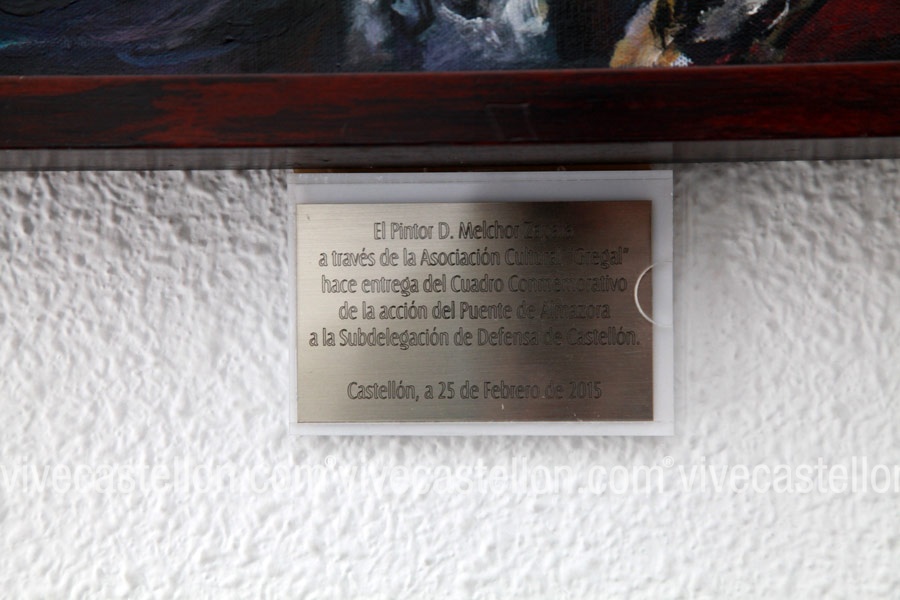 El Pintor D. Melchor Zapata
a través de la Asociación Cultural "Gregal"
hace entrega del Cuadro Conmemorativo
de la acción del Puente de Almazora
a la Subdelegación de Defensa de Castellón.
Castellón, a 25 de Febrero de 2015
vivecastellon.com® vivecastellon.com® vivecastellon